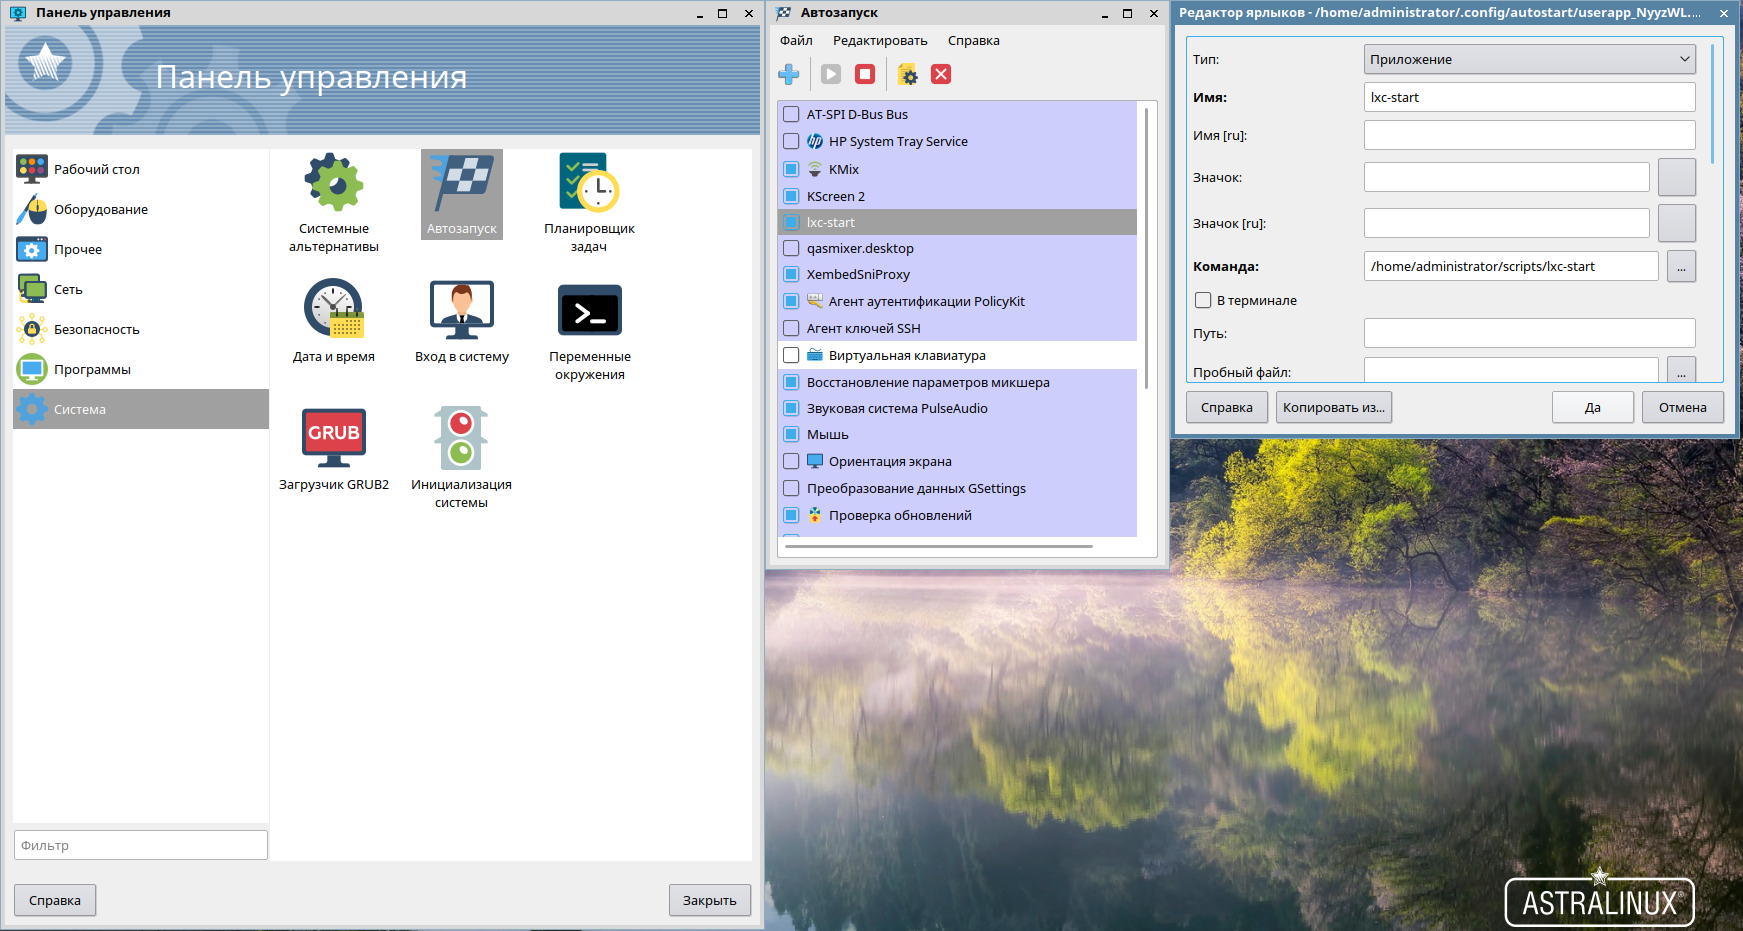 Панель управления
Панель управления
Рабочий стол
Оборудование
Прочее
Сеть
Безопасность
Программы
Система
Системные
альтернативы
Автозапуск
Планировщик
задач
Дата и время
Вход в систему
Переменные
окружения
GRUB
Загрузчик GRUB2
Инициализация
системы
Фильтр
Справка
Закрыть
Автозапуск
Файл
Редактировать
Справка
AT-SPI D-Bus Bus
HP System Tray Service
KMix
KScreen 2
lxc-start
qasmixer.desktop
XembedSniProxy
Агент аутентификации PolicyKit
Агент ключей SSH
Виртуальная клавиатура
Восстановление параметров микшера
Звуковая система PulseAudio
Мышь
Ориентация экрана
Преобразование данных GSettings
Проверка обновлений
Редактор ярлыков - /home/administrator/.config/autostart/userapp_NyyzWL....
Тип:
Приложение
Имя:
lxc-start
Имя [ru]:
Значок:
Значок [ru]:
Команда:
/home/administrator/scripts/lxc-start
...
В терминале
Путь:
Пробный файл:
...
Справка
Копировать из...
Да
Отмена
ASTRALINUX